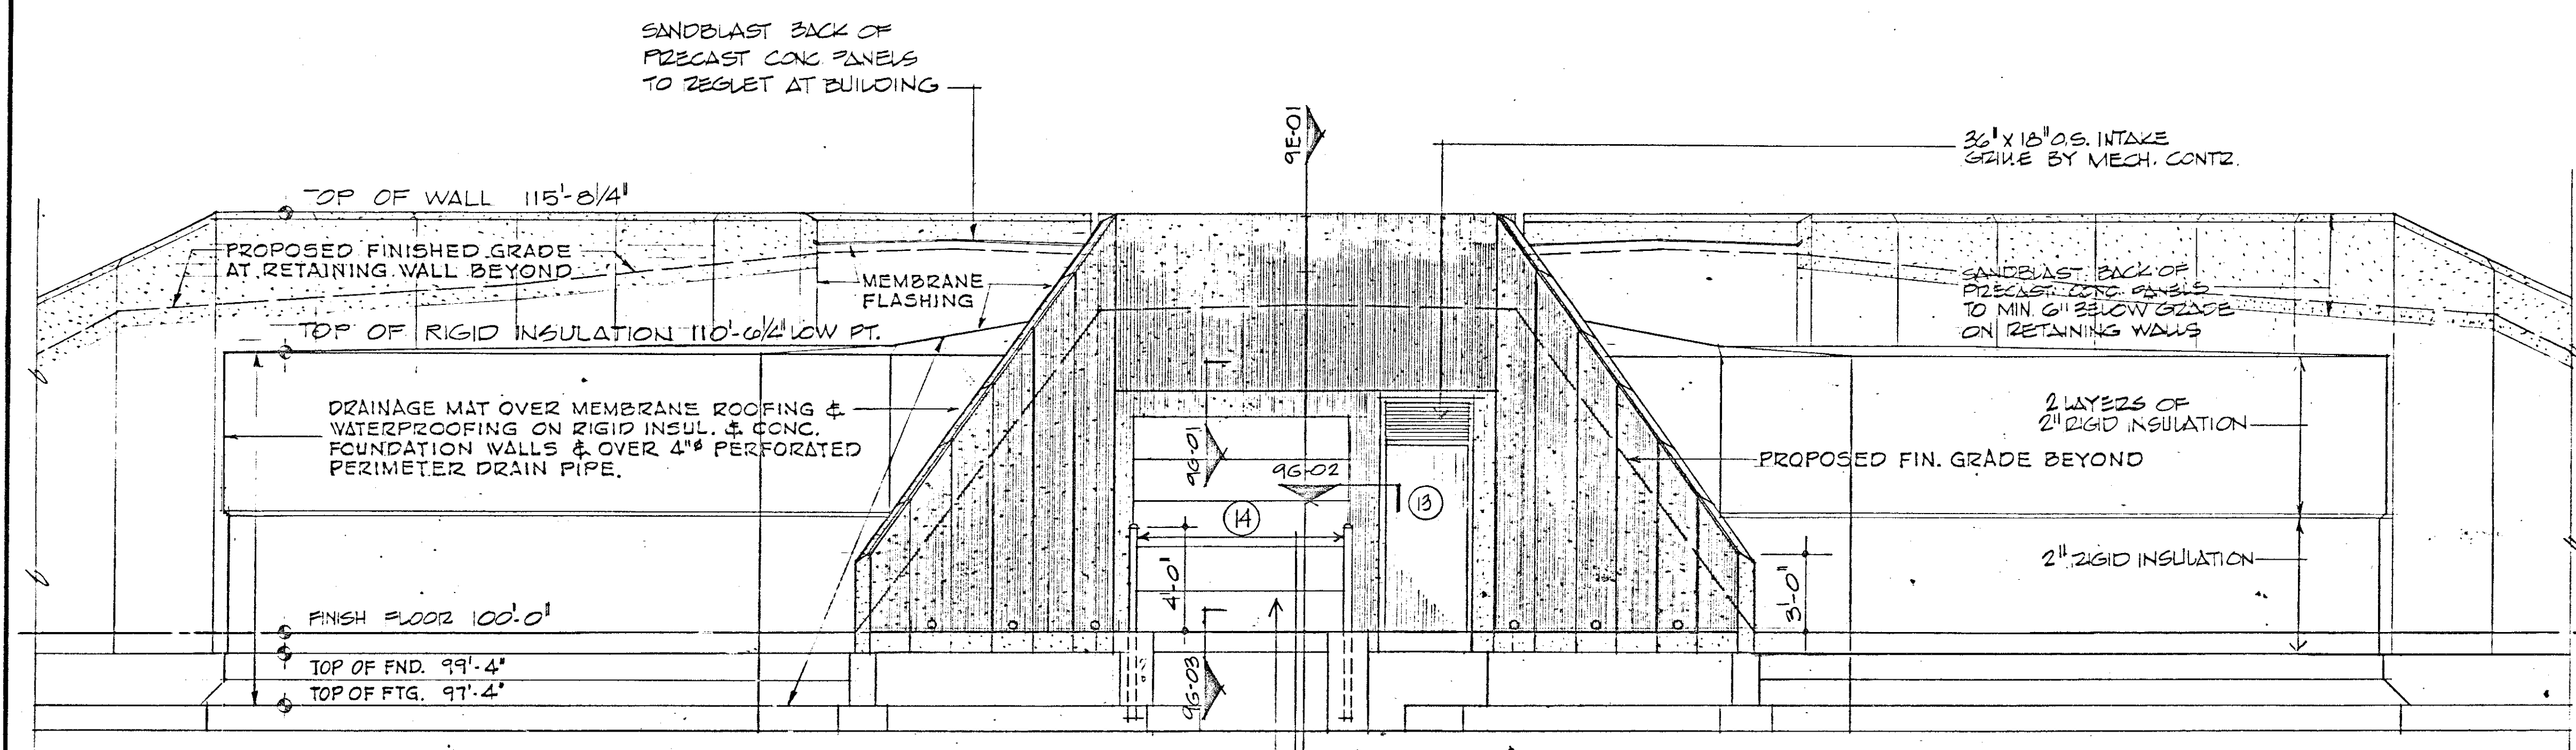 SANDBLAST BACK OF
PRECAST CONC. PANELS
TO REGLET AT BUILDING
9E-01
36" X 18" O.S. INTAKE
GRILLE BY MECH. CONTR.
TOP OF WALL 115'-8 1/4"
PROPOSED FINISHED GRADE
AT RETAINING WALL BEYOND
MEMBRANE
FLASHING
SANDBLAST BACK OF
PRECAST CONC. PANELS
TO MIN. 6" BELOW GRADE
ON RETAINING WALLS
TOP OF RIGID INSULATION 110'-6 1/4" LOW PT.
DRAINAGE MAT OVER MEMBRANE ROOFING &
WATERPROOFING ON RIGID INSUL. & CONC.
FOUNDATION WALLS & OVER 4"ø PERFORATED
PERIMETER DRAIN PIPE.
2 LAYERS OF
2" RIGID INSULATION
9G-01
9G-02
PROPOSED FIN. GRADE BEYOND
13
14
2" RIGID INSULATION
4'-0"
3'-0"
FINISH FLOOR 100'-0"
TOP OF FND. 99'-4"
TOP OF FTG. 97'-4"
9G-03